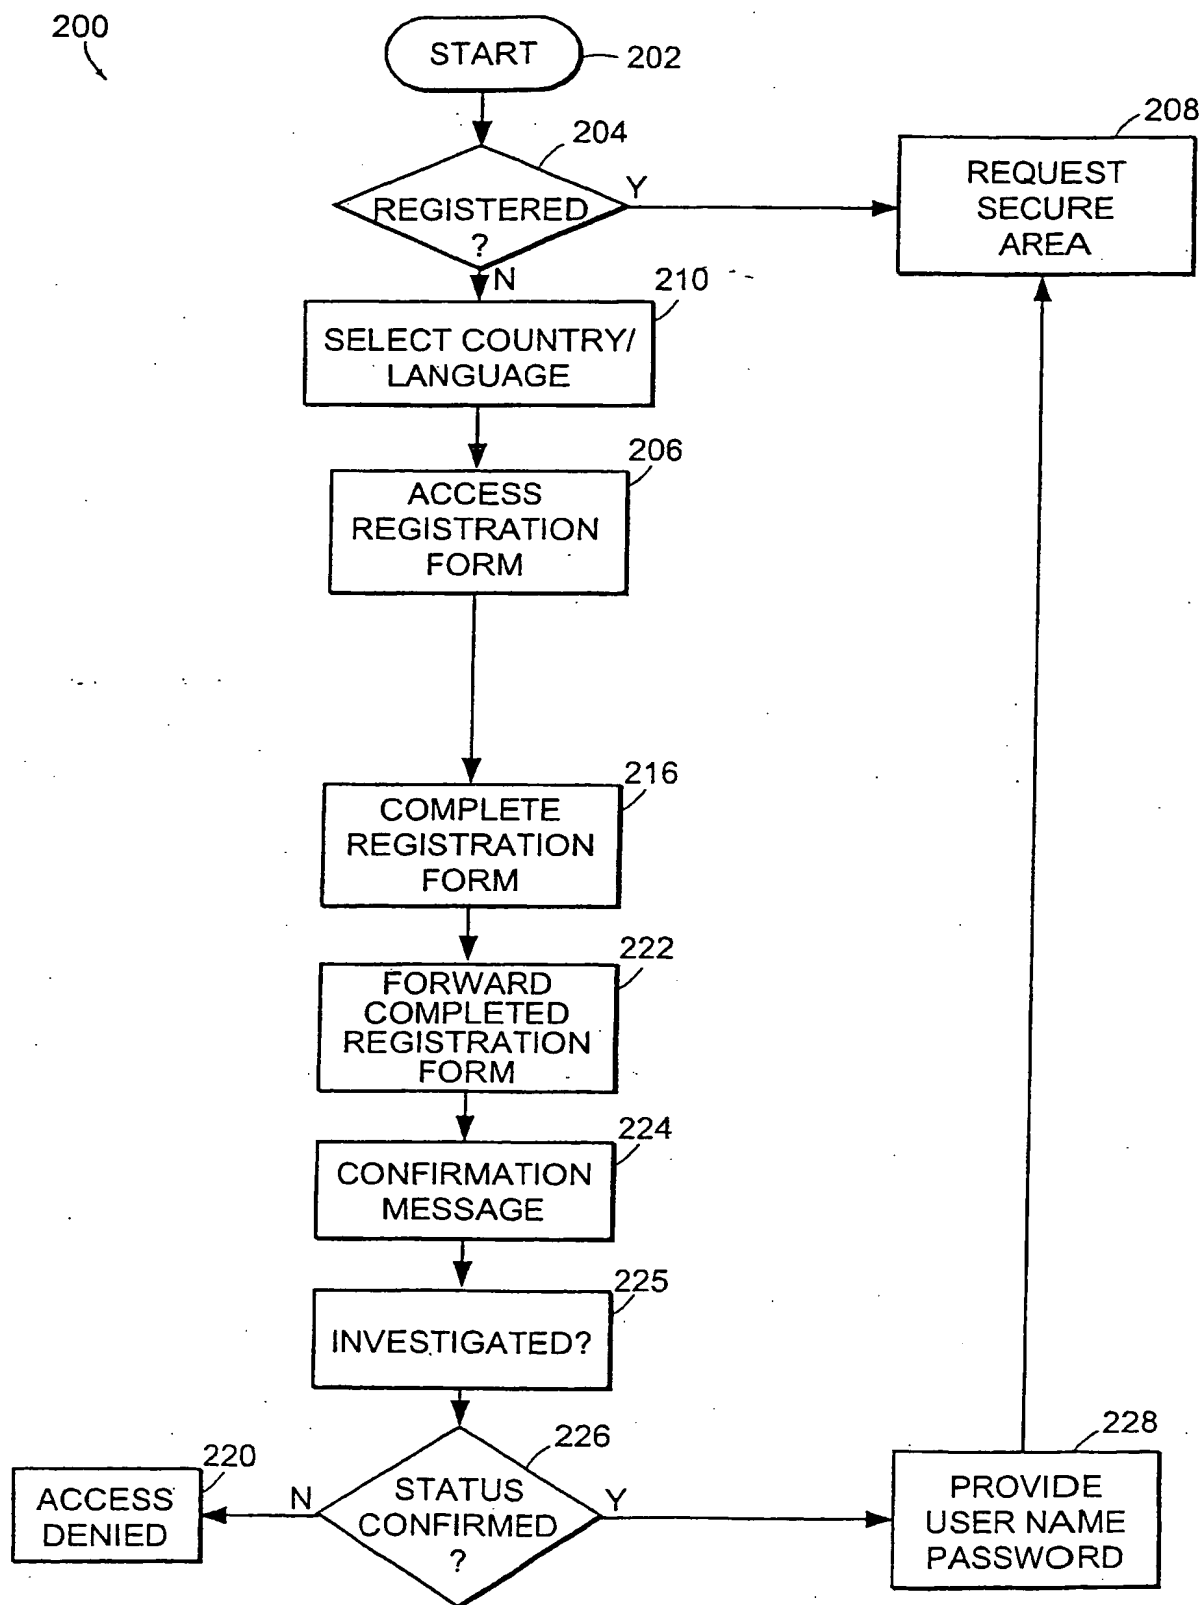 200
START
202
204
208
REGISTERED
?
Y
REQUEST
SECURE
AREA
N
210
SELECT COUNTRY/
LANGUAGE
206
ACCESS
REGISTRATION
FORM
216
COMPLETE
REGISTRATION
FORM
222
FORWARD
COMPLETED
REGISTRATION
FORM
224
CONFIRMATION
MESSAGE
225
INVESTIGATED?
226
STATUS
CONFIRMED
?
N
Y
220
ACCESS
DENIED
228
PROVIDE
USER NAME
PASSWORD